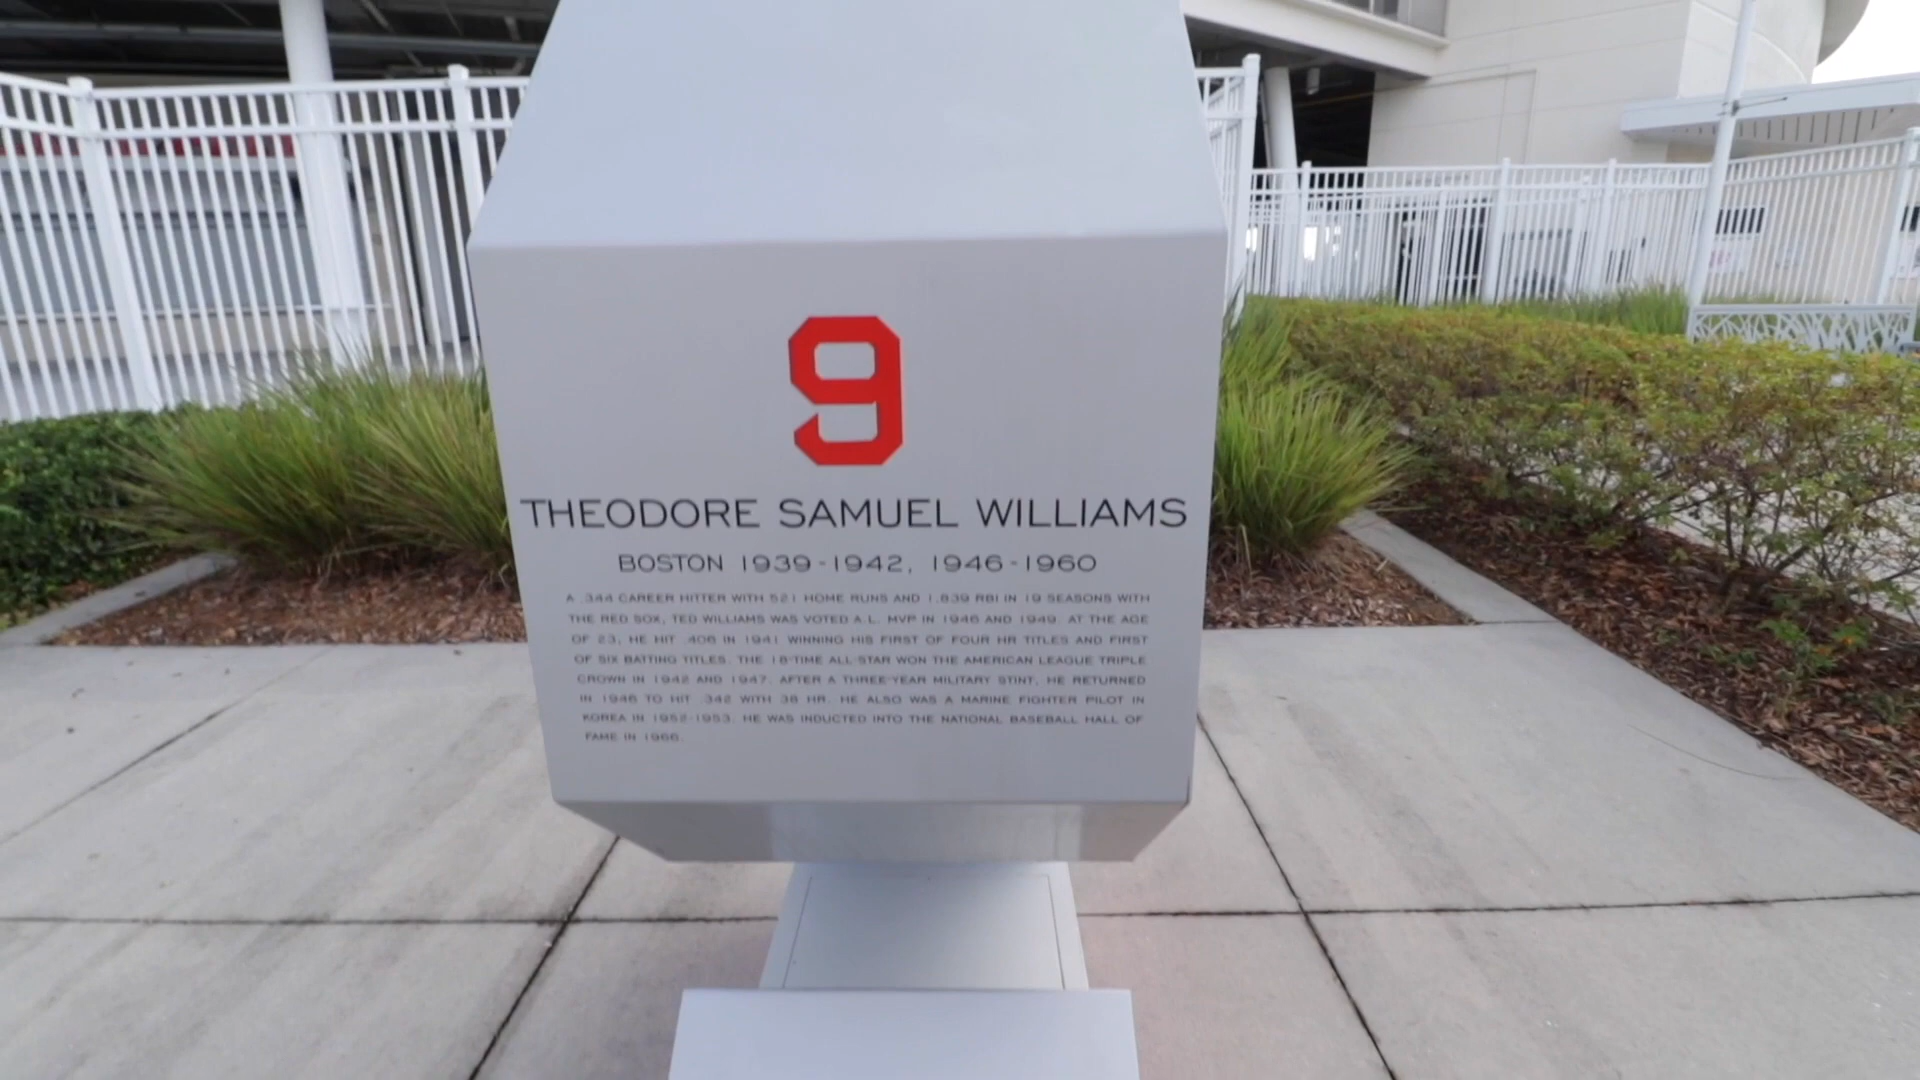 9
THEODORE SAMUEL WILLIAMS
BOSTON 1939-1942, 1946-1960
A .344 CAREER HITTER WITH 521 HOME RUNS AND 1,839 RBI IN 19 SEASONS WITH
THE RED SOX, TED WILLIAMS WAS VOTED A.L. MVP IN 1946 AND 1949. AT THE AGE
OF 23, HE HIT .406 IN 1941 WINNING HIS FIRST OF FOUR HR TITLES AND FIRST
OF SIX BATTING TITLES. THE 18-TIME ALL STAR WON THE AMERICAN LEAGUE TRIPLE
CROWN IN 1942 AND 1947. AFTER A THREE-YEAR MILITARY STINT, HE RETURNED
IN 1946 TO HIT .342 WITH 38 HR. HE ALSO WAS A MARINE FIGHTER PILOT IN
KOREA IN 1952-1953. HE WAS INDUCTED INTO THE NATIONAL BASEBALL HALL OF
FAME IN 1966.